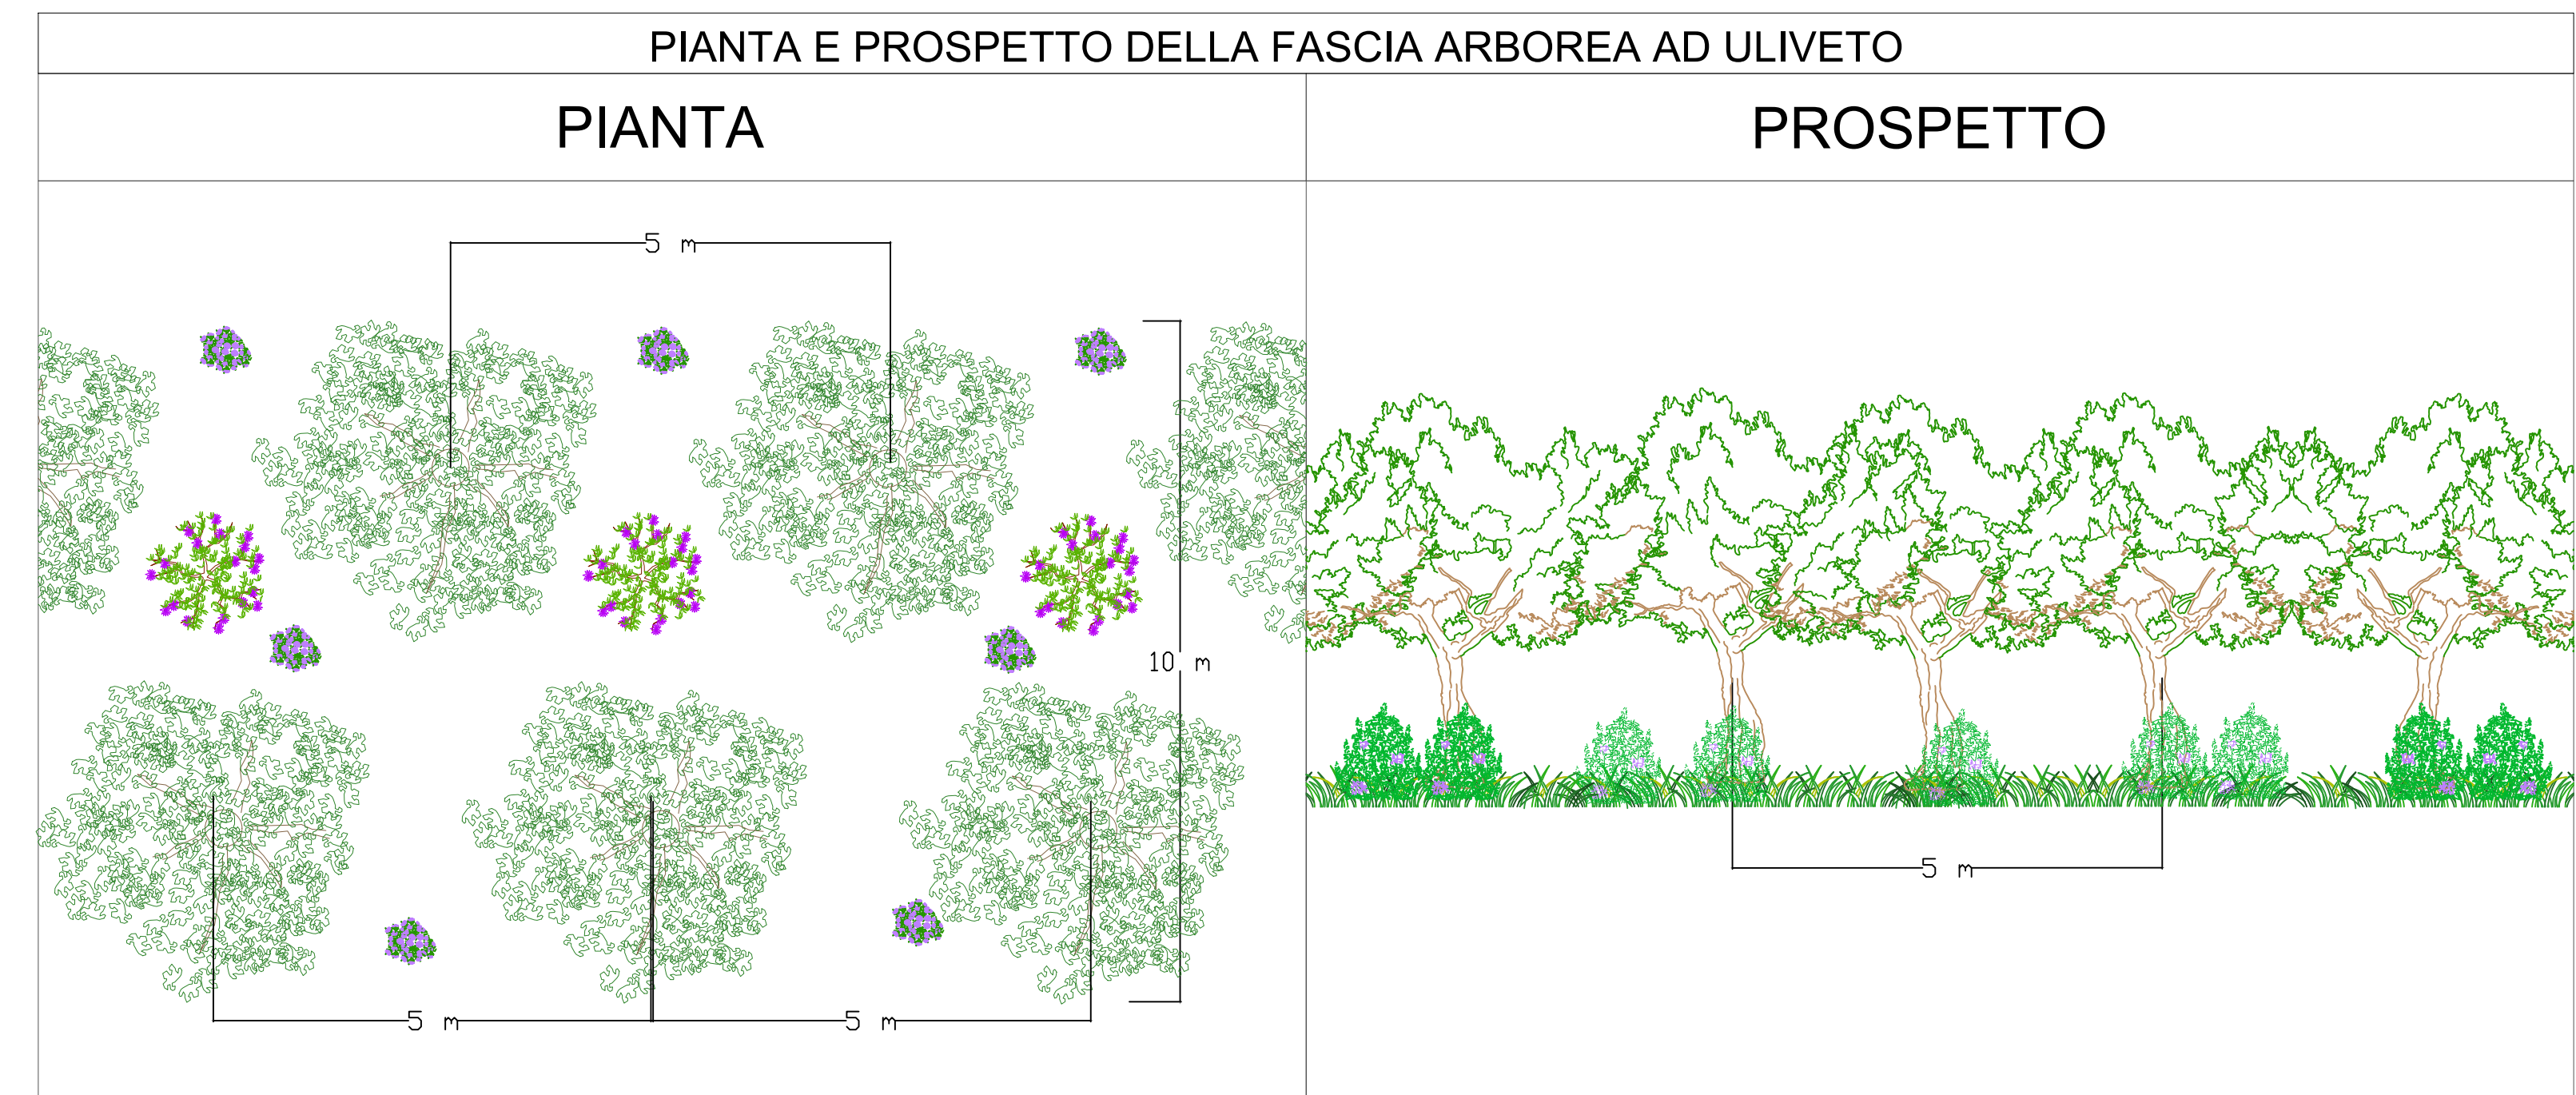 PIANTA E PROSPETTO DELLA FASCIA ARBOREA AD ULIVETO
PIANTA
PROSPETTO
5 m
10 m
5 m
5 m
5 m